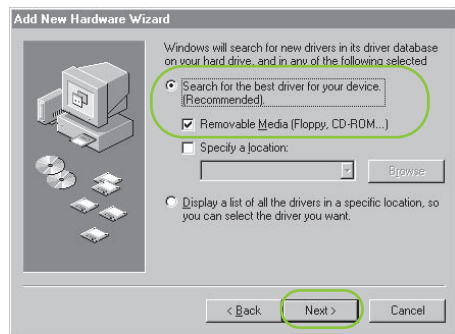 Add New Hardware Wizard
Windows will search for new drivers in its driver database
on your hard drive, and in any of the following selected
Search for the best driver for your device.
(Recommended).
Removable Media (Floppy, CD-ROM...)
Specify a location:
Browse
Display a list of all the drivers in a specific location, so
you can select the driver you want.
< Back
Next >
Cancel